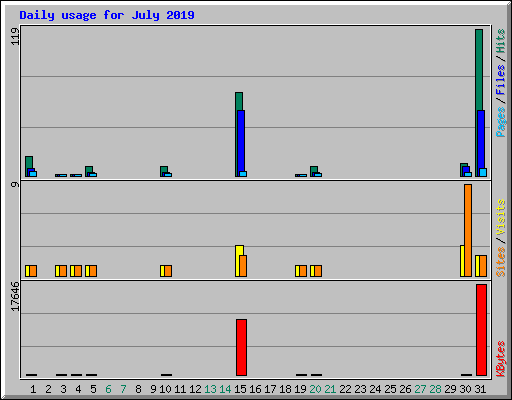 Daily usage for July 2019
119
Pages / Files / Hits
9
Sites / Visits
17646
KBytes
1 2 3 4 5 6 7 8 9 10 11 12 13 14 15 16 17 18 19 20 21 22 23 24 25 26 27 28 29 30 31